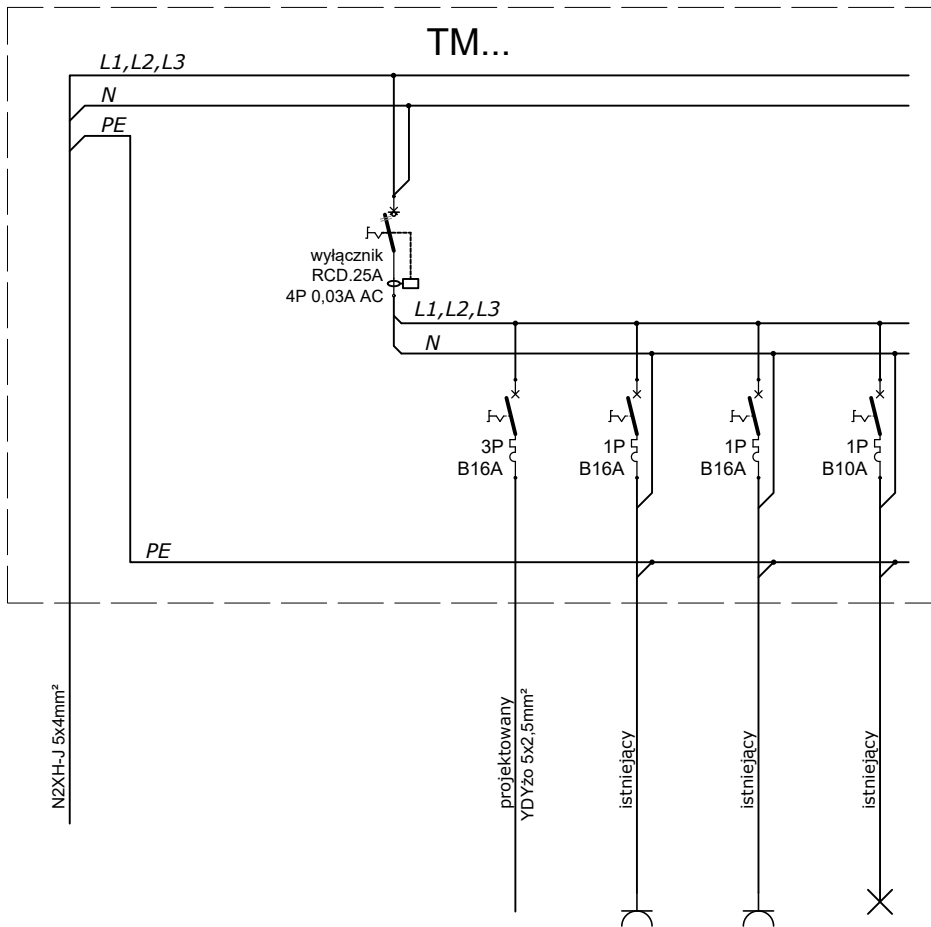 TM...
L1,L2,L3
N
PE
wyłącznik
RCD.25A
4P 0,03A AC
L1,L2,L3
N
3P
B16A
1P
B16A
1P
B16A
1P
B10A
PE
N2XH-J 5x4mm²
projektowany
YDYżo 5x2,5mm²
istniejący
istniejący
istniejący